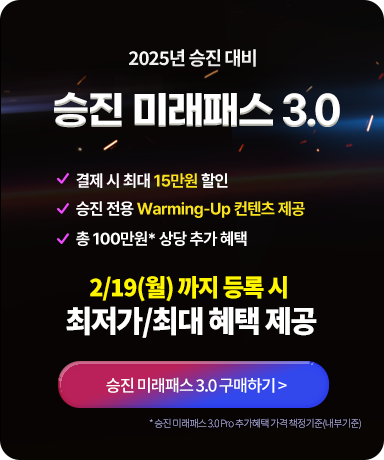 2025년 승진 대비
승진 미래패스 3.0
결제 시 최대 15만원 할인
승진 전용 Warming-Up 컨텐츠 제공
총 100만원* 상당 추가 혜택
2/19(월) 까지 등록 시
최저가/최대 혜택 제공
승진 미래패스 3.0 구매하기 >
* 승진 미래패스 3.0 Pro 추가혜택 가격 책정기준(내부기준)